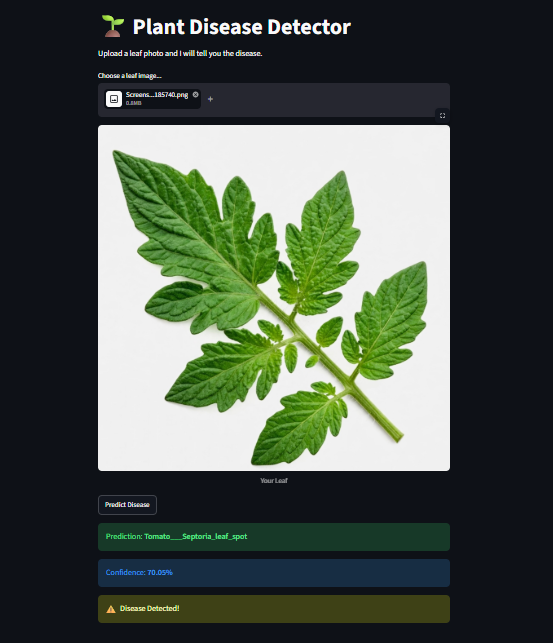 🌱 Plant Disease Detector
Upload a leaf photo and I will tell you the disease.
Choose a leaf image...
Screens...185740.png
0.8MB
Your Leaf
Predict Disease
Prediction: Tomato___Septoria_leaf_spot
Confidence: 70.05%
⚠️ Disease Detected!